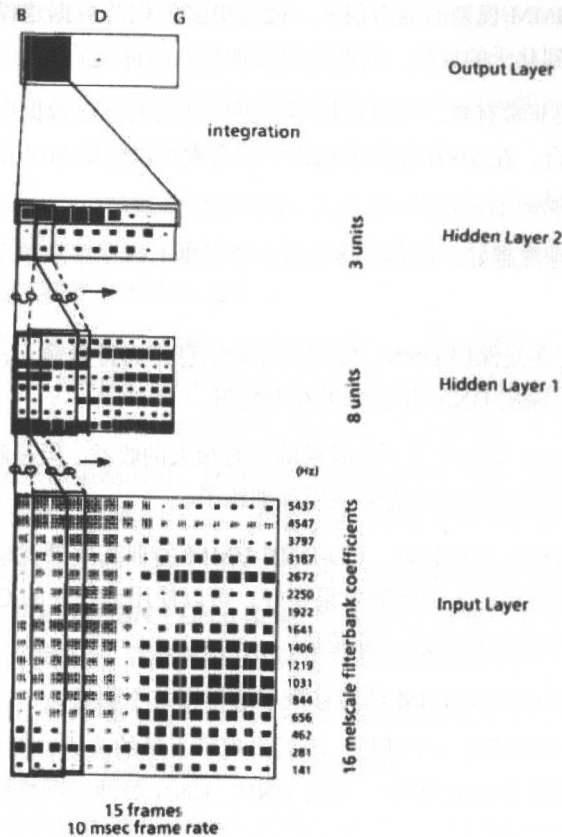 B D G
Output Layer
integration
3 units
Hidden Layer 2
8 units
Hidden Layer 1
(Hz)
5437
4547
3797
3187
2672
2250
1922
1641
1406
1219
1031
844
656
462
281
141
16 melscale filterbank coefficients
Input Layer
15 frames
10 msec frame rate